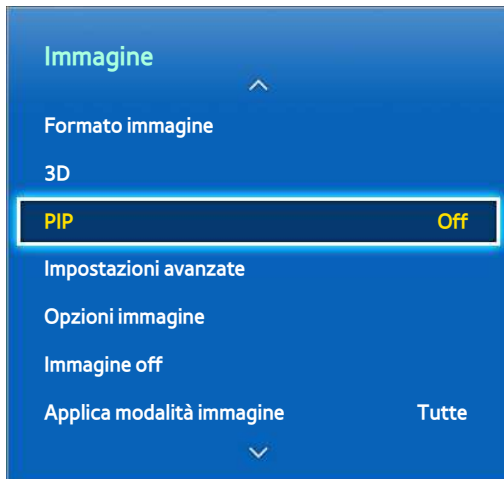 Immagine
Formato immagine
3D
PIP Off
Impostazioni avanzate
Opzioni immagine
Immagine off
Applica modalità immagine Tutte